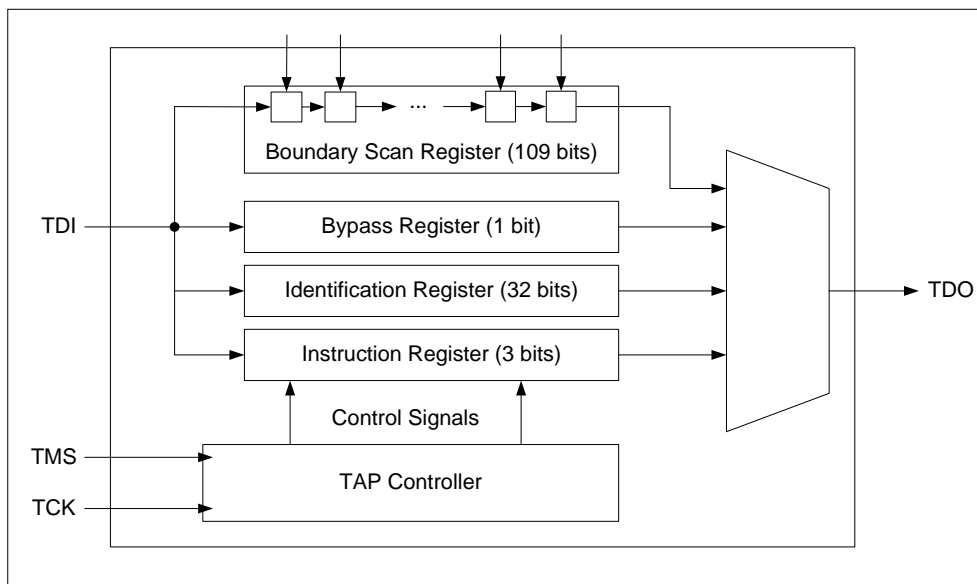 ...
Boundary Scan Register (109 bits)
TDI
Bypass Register (1 bit)
Identification Register (32 bits)
TDO
Instruction Register (3 bits)
Control Signals
TMS
TAP Controller
TCK